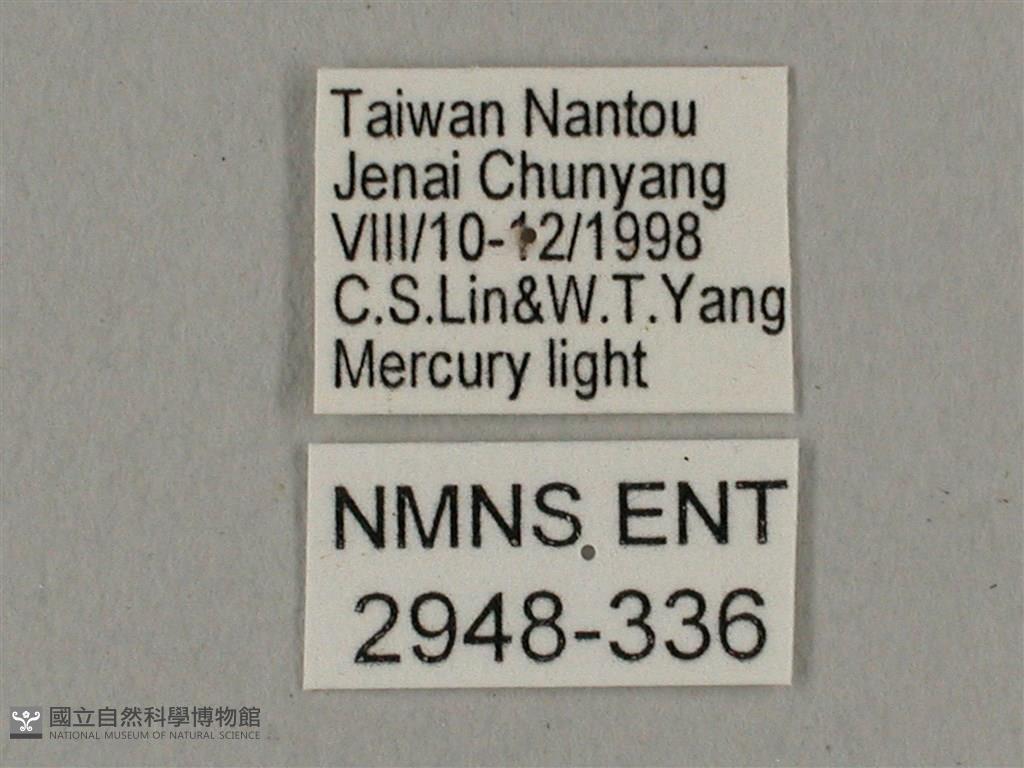 Taiwan Nantou
Jenai Chunyang
VIII/10-12/1998
C.S.Lin&W.T.Yang
Mercury light
NMNS ENT
2948-336
國立自然科學博物館
NATIONAL MUSEUM OF NATURAL SCIENCE